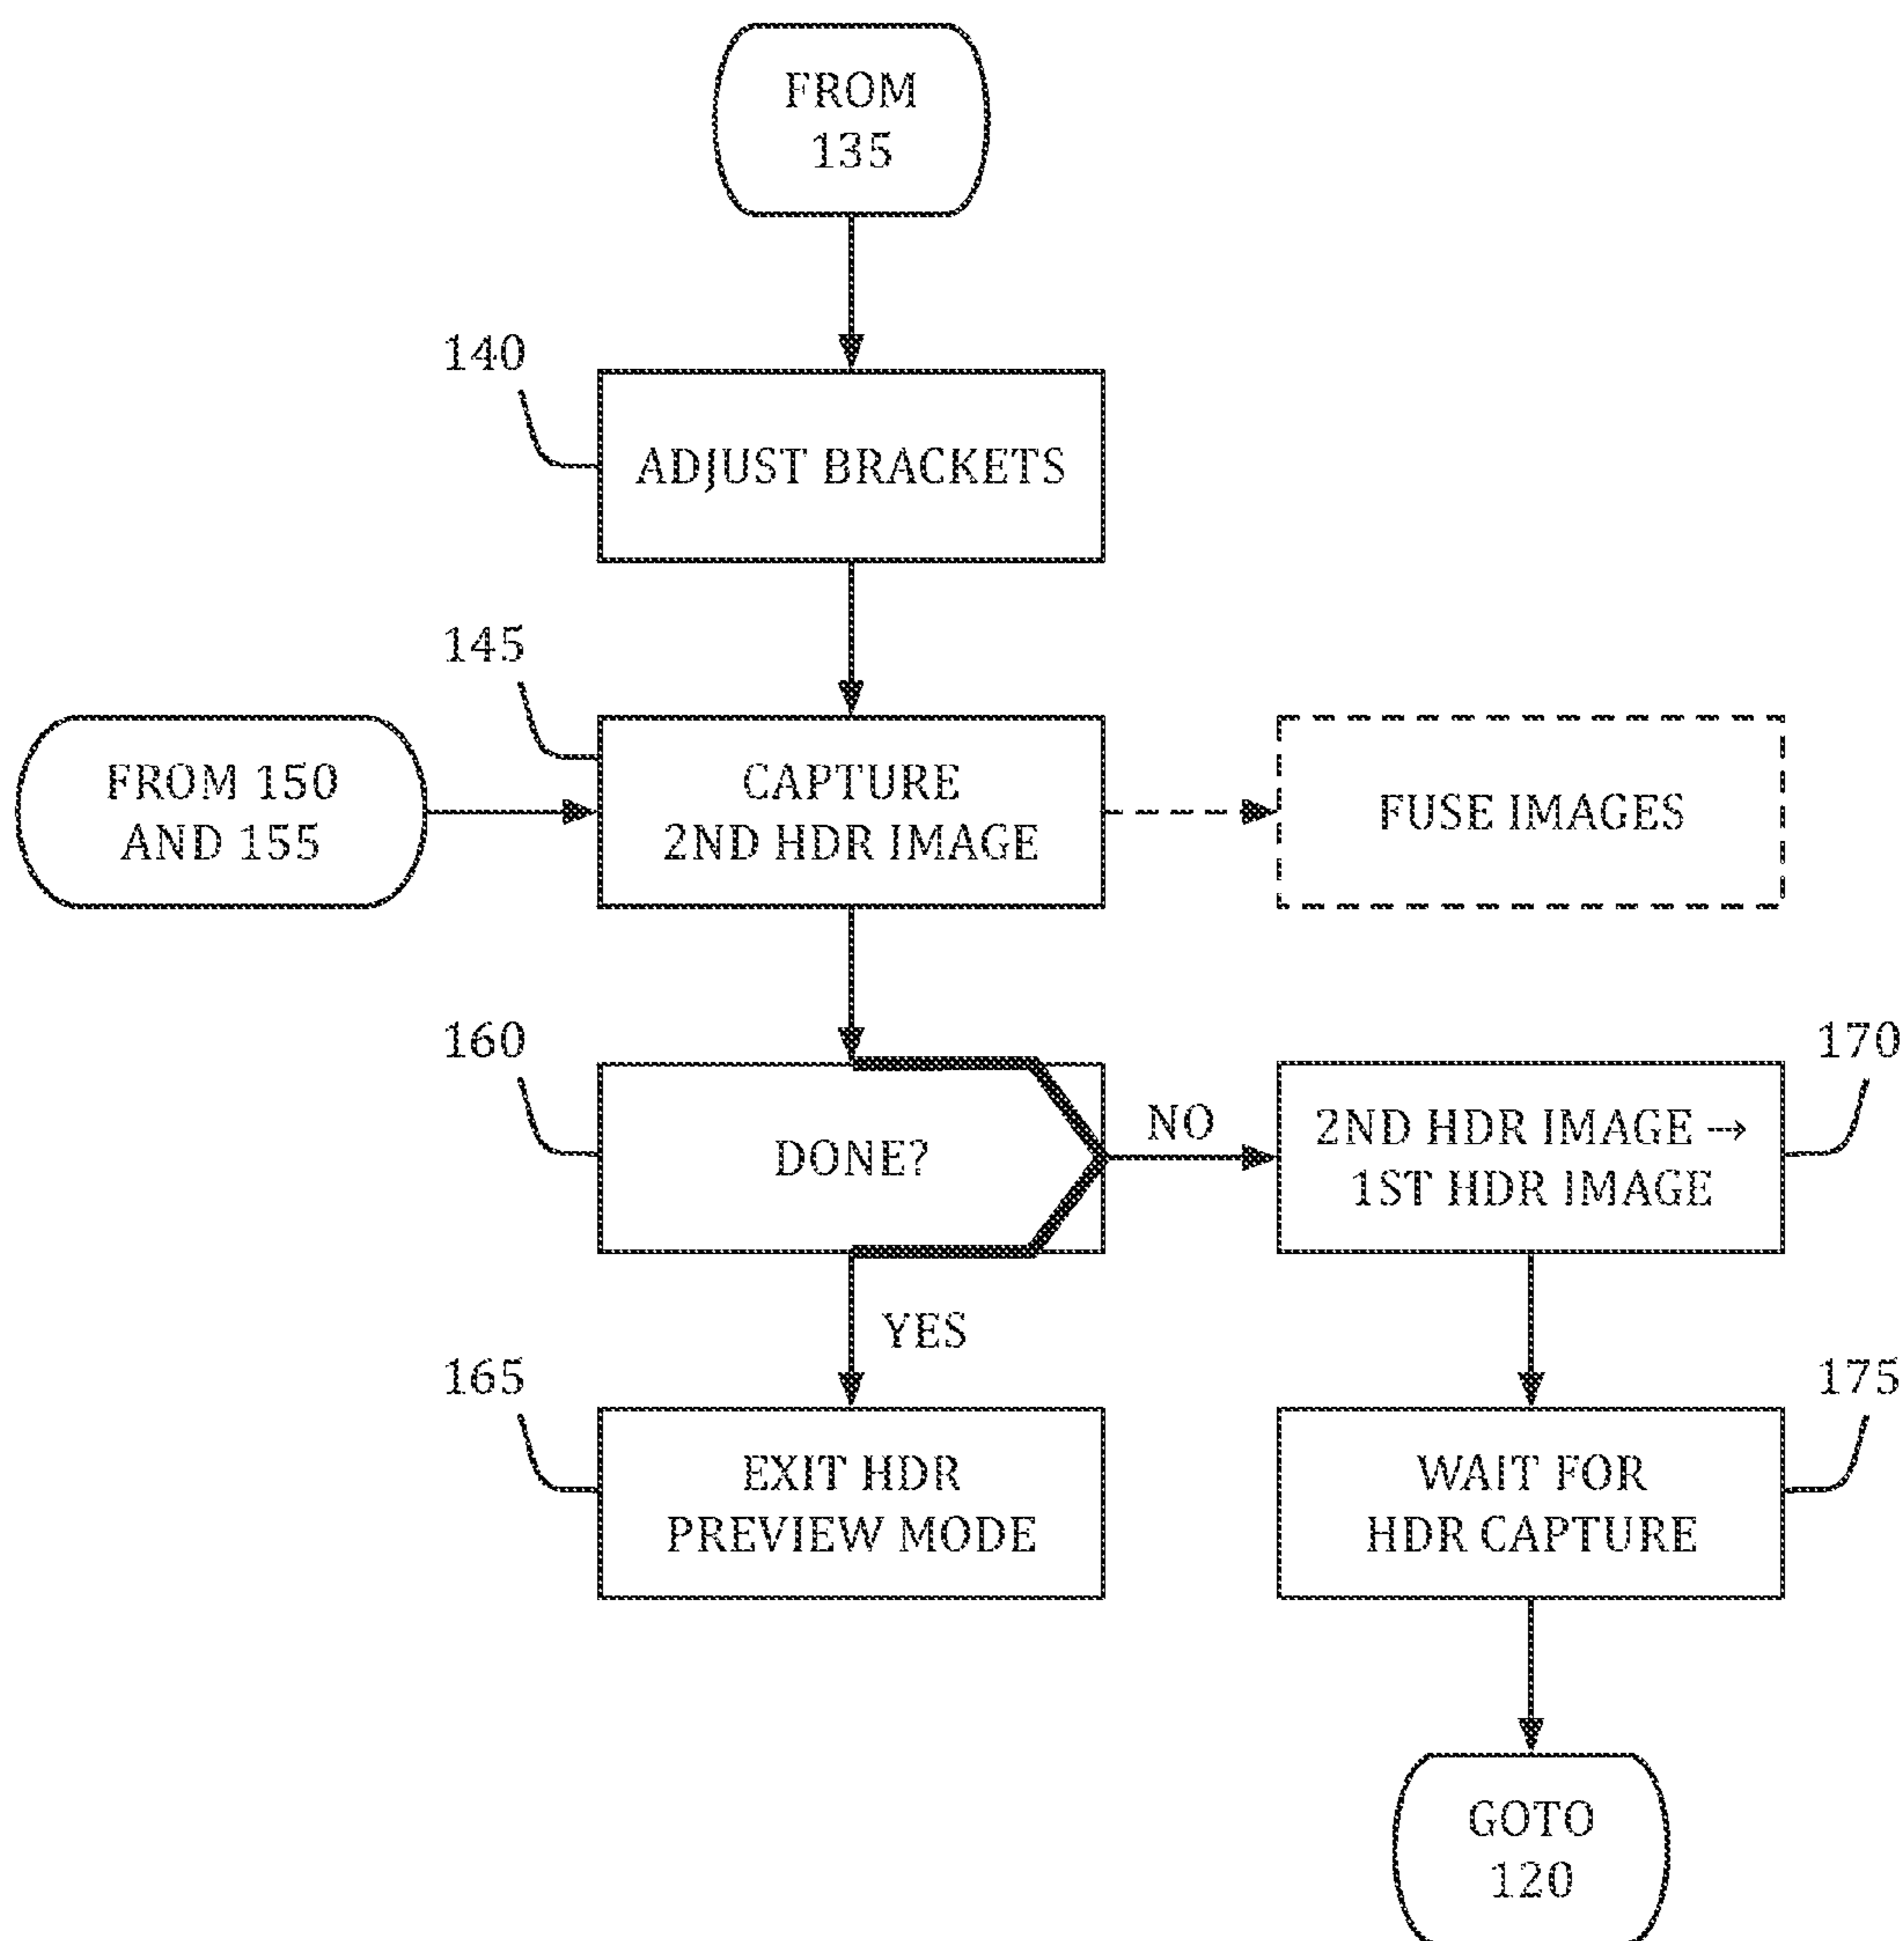 FROM
135
140
ADJUST BRACKETS
145
FROM 150
AND 155
CAPTURE
2ND HDR IMAGE
FUSE IMAGES
160
DONE?
NO
2ND HDR IMAGE →
1ST HDR IMAGE
170
YES
165
EXIT HDR
PREVIEW MODE
WAIT FOR
HDR CAPTURE
175
GOTO
120